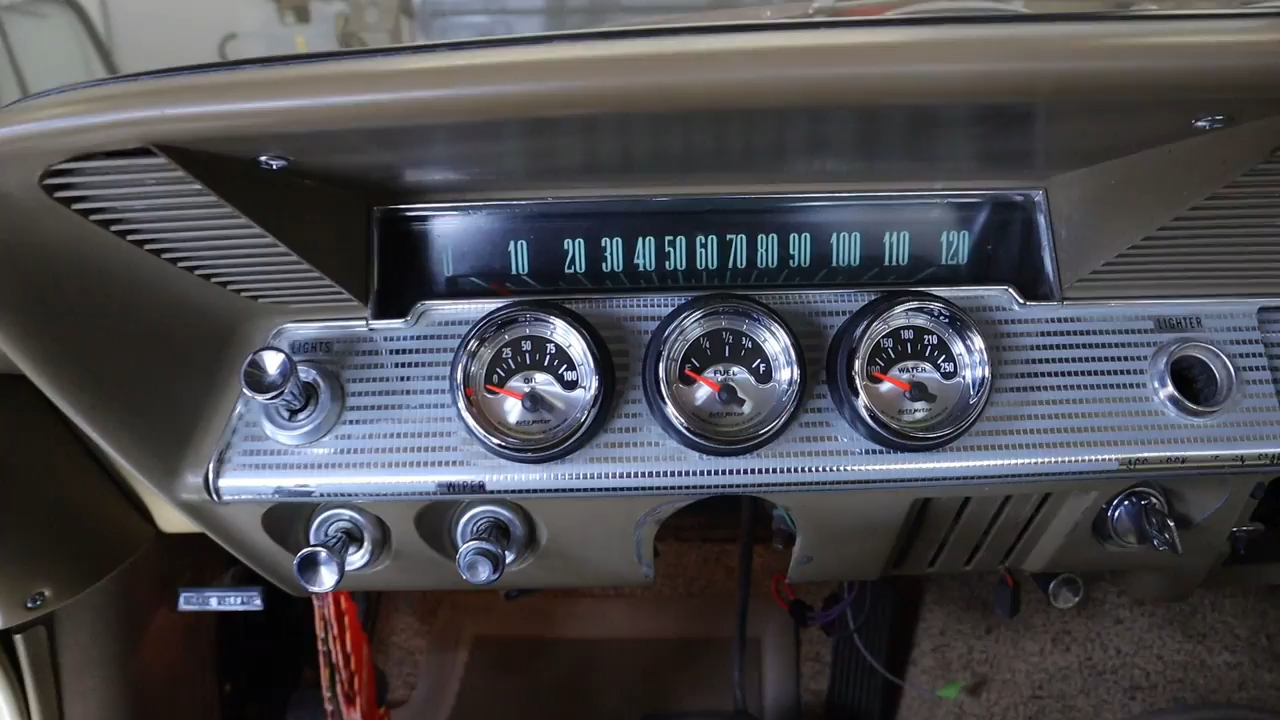 0 10 20 30 40 50 60 70 80 90 100 110 120
LIGHTS
LIGHTER
0 25 50 75 100
OIL
Auto Meter
E 1/4 1/2 3/4 F
FUEL
Auto Meter
100 150 180 210 250
WATER
Auto Meter
WIPER